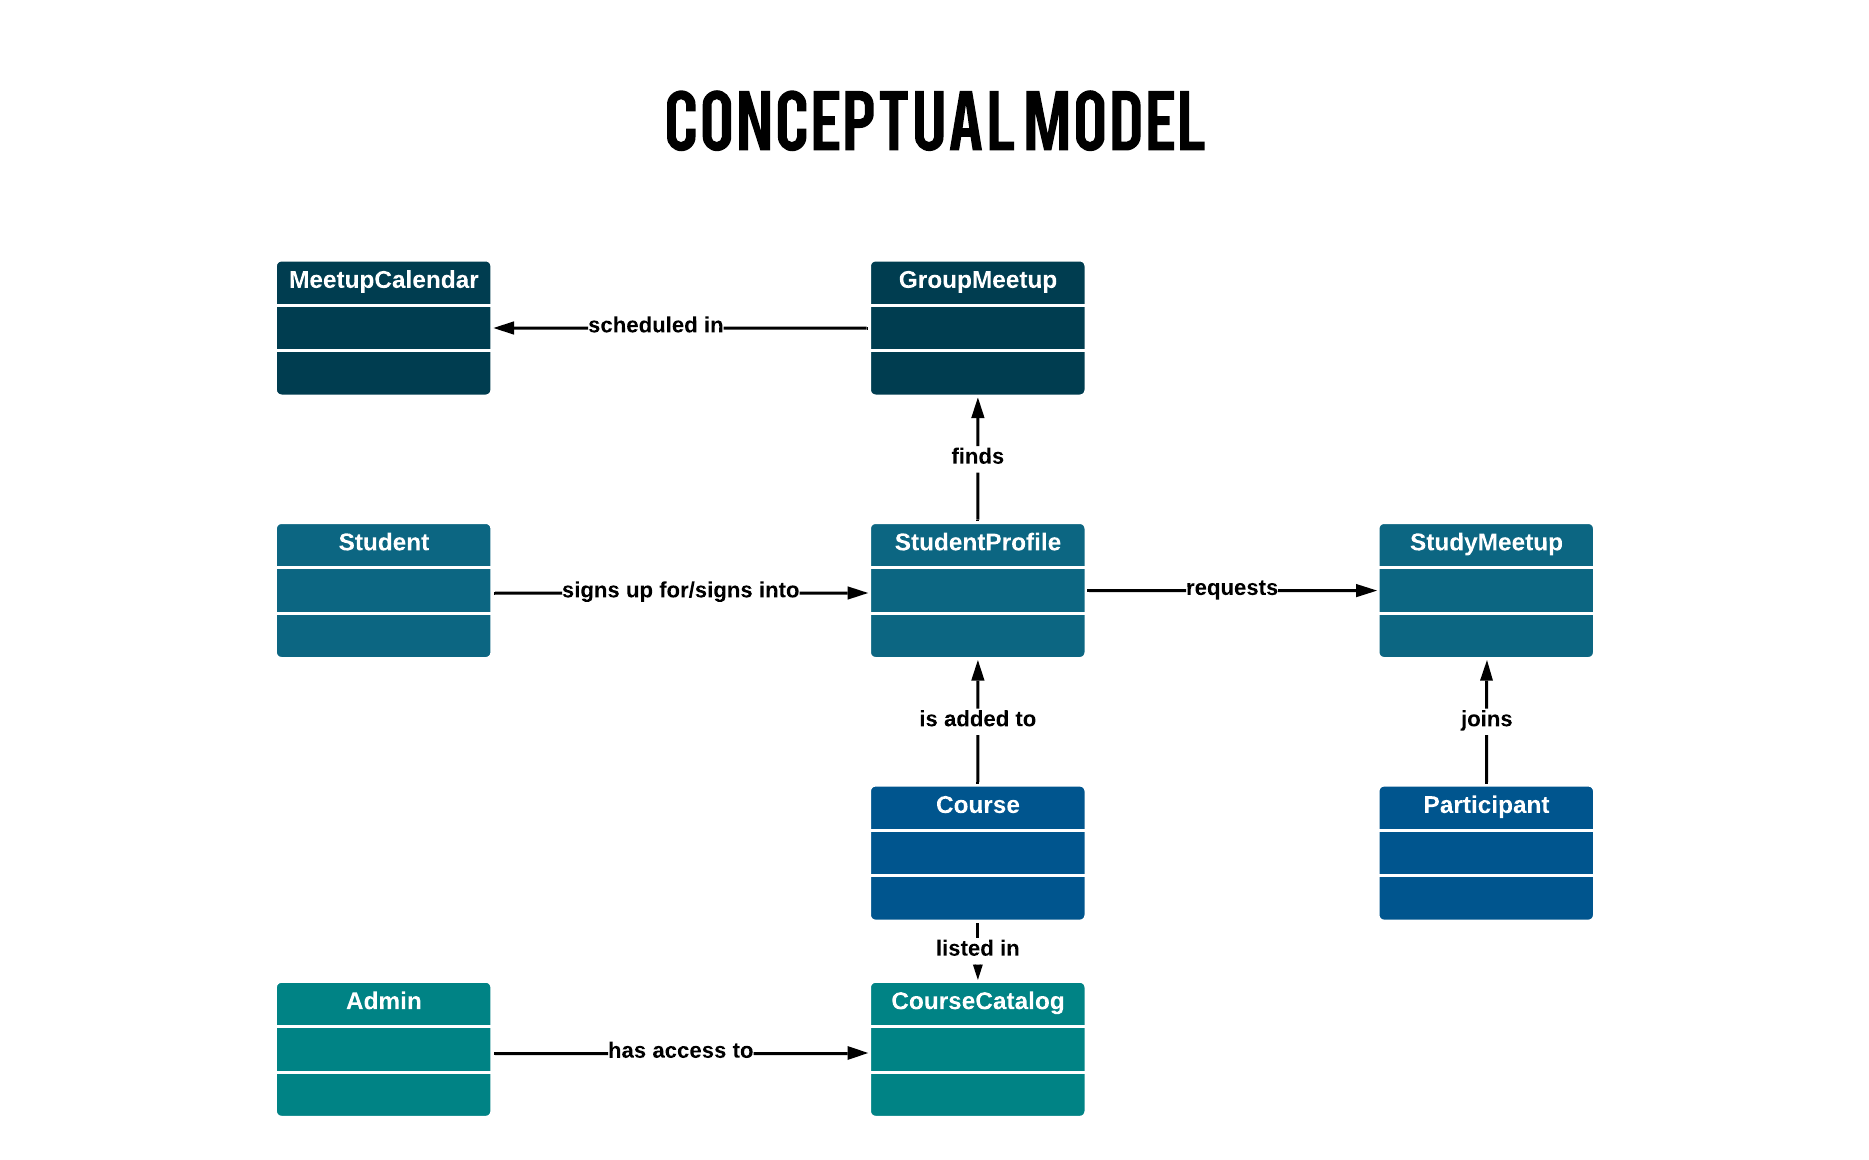 CONCEPTUAL MODEL
MeetupCalendar
scheduled in
GroupMeetup
finds
Student
signs up for/signs into
StudentProfile
requests
StudyMeetup
is added to
joins
Course
Participant
listed in
Admin
has access to
CourseCatalog